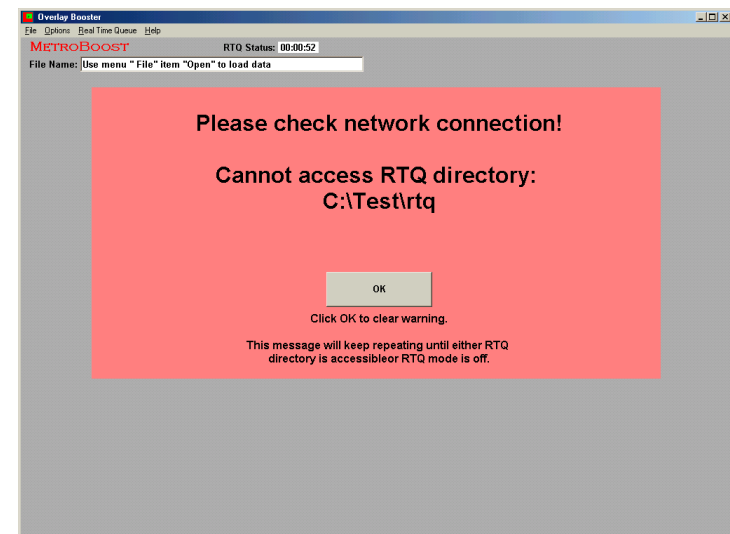 Overlay Booster
File Options Real Time Queue Help
METROBOOST RTQ Status: 00:00:52
File Name: Use menu " File" item "Open" to load data
Please check network connection!
Cannot access RTQ directory:
C:\Test\rtq
OK
Click OK to clear warning.
This message will keep repeating until either RTQ
directory is accessibleor RTQ mode is off.